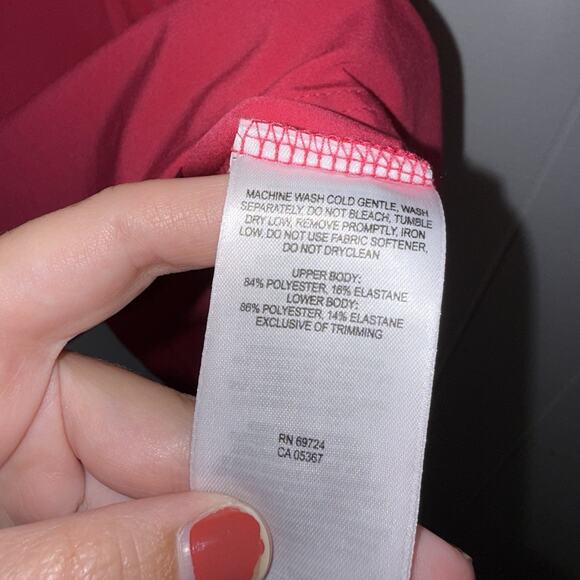 MACHINE WASH COLD GENTLE, WASH
SEPARATELY. DO NOT BLEACH, TUMBLE
DRY LOW, REMOVE PROMPTLY, IRON
LOW, DO NOT USE FABRIC SOFTENER,
DO NOT DRYCLEAN
UPPER BODY:
84% POLYESTER, 16% ELASTANE
LOWER BODY:
86% POLYESTER, 14% ELASTANE
EXCLUSIVE OF TRIMMING
RN 69724
CA 05367